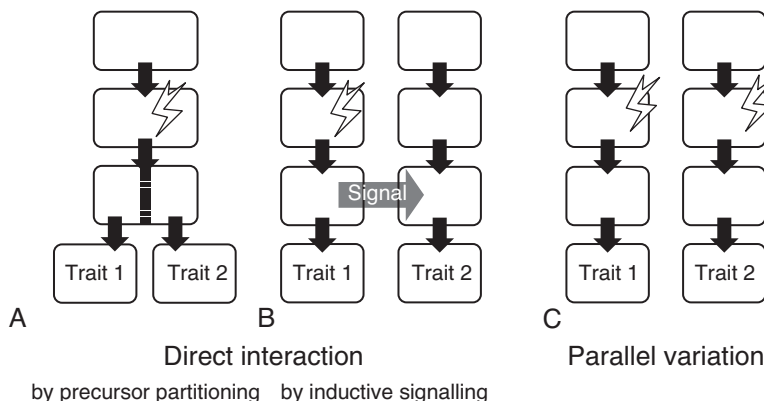 Signal
Trait 1 Trait 2 Trait 1 Trait 2 Trait 1 Trait 2
A B C
Direct interaction Parallel variation
by precursor partitioning by inductive signalling